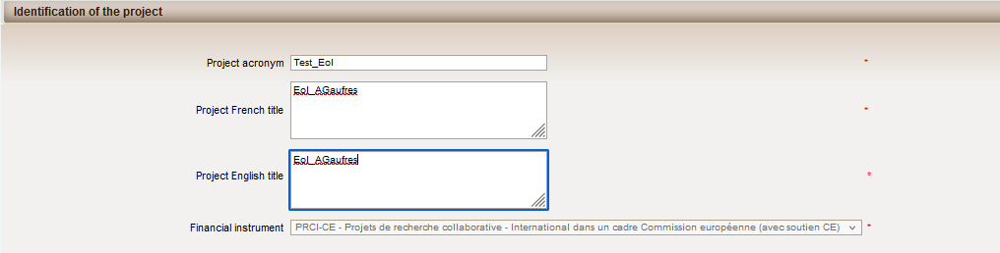 Identification of the project
Project acronym Test_EoI *
Project French title EoI_AGaufres *
Project English title EoI_AGaufres *
Financial instrument PRCI-CE - Projets de recherche collaborative - International dans un cadre Commission européenne (avec soutien CE) *